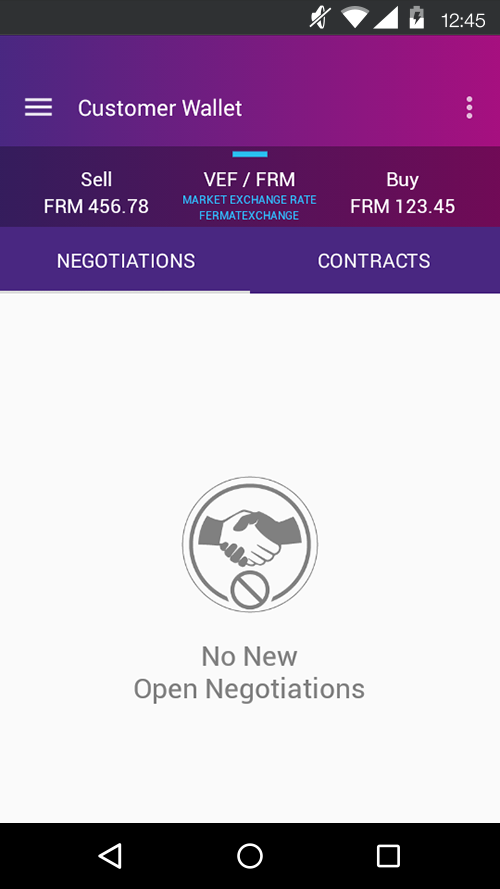 12:45
Customer Wallet
Sell
VEF / FRM
Buy
FRM 456.78
MARKET EXCHANGE RATE
FERMATEXCHANGE
FRM 123.45
NEGOTIATIONS
CONTRACTS
No New
Open Negotiations